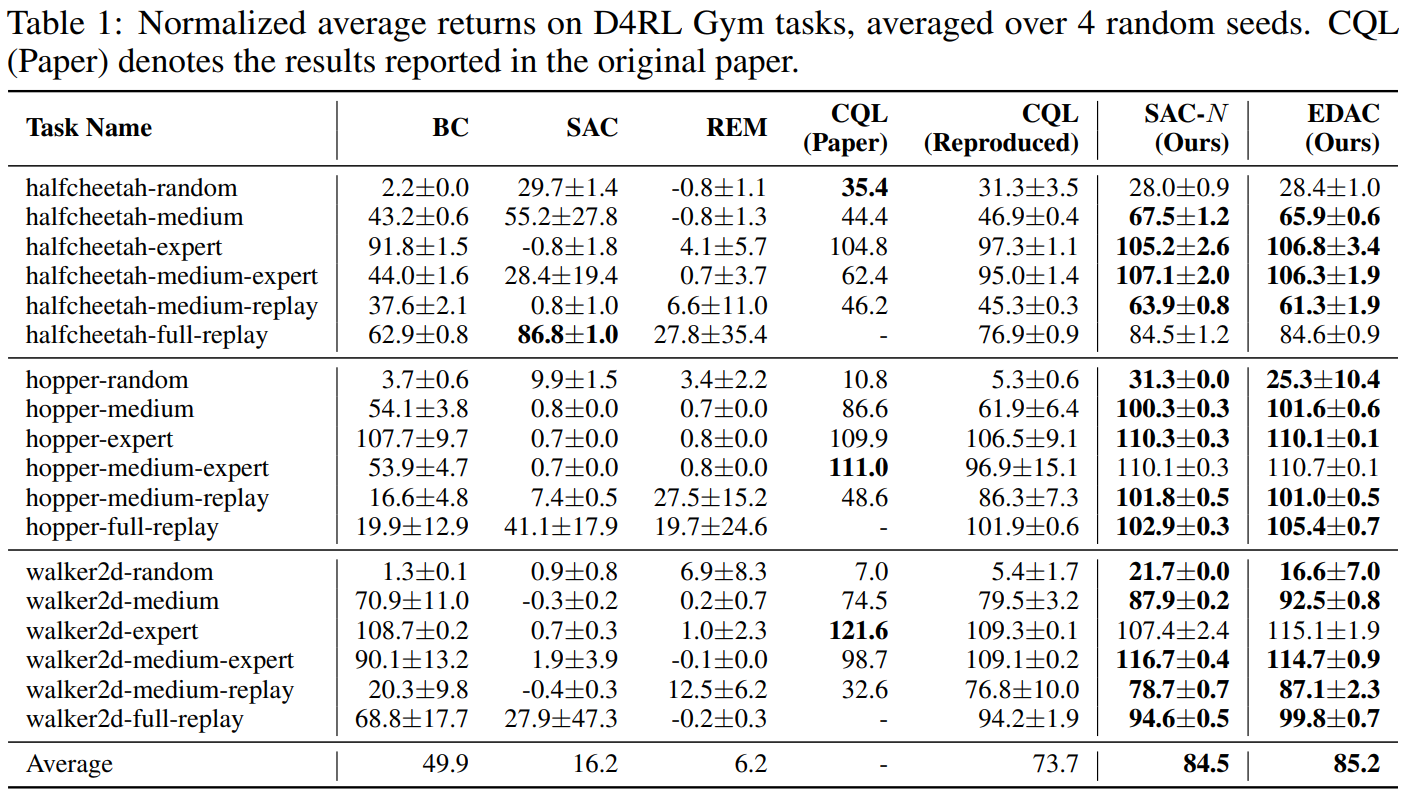 Table 1: Normalized average returns on D4RL Gym tasks, averaged over 4 random seeds. CQL
(Paper) denotes the results reported in the original paper.
Task Name BC SAC REM CQL (Paper) CQL (Reproduced) SAC-N (Ours) EDAC (Ours)
halfcheetah-random 2.2±0.0 29.7±1.4 -0.8±1.1 35.4 31.3±3.5 28.0±0.9 28.4±1.0
halfcheetah-medium 43.2±0.6 55.2±27.8 -0.8±1.3 44.4 46.9±0.4 67.5±1.2 65.9±0.6
halfcheetah-expert 91.8±1.5 -0.8±1.8 4.1±5.7 104.8 97.3±1.1 105.2±2.6 106.8±3.4
halfcheetah-medium-expert 44.0±1.6 28.4±19.4 0.7±3.7 62.4 95.0±1.4 107.1±2.0 106.3±1.9
halfcheetah-medium-replay 37.6±2.1 0.8±1.0 6.6±11.0 46.2 45.3±0.3 63.9±0.8 61.3±1.9
halfcheetah-full-replay 62.9±0.8 86.8±1.0 27.8±35.4 - 76.9±0.9 84.5±1.2 84.6±0.9
hopper-random 3.7±0.6 9.9±1.5 3.4±2.2 10.8 5.3±0.6 31.3±0.0 25.3±10.4
hopper-medium 54.1±3.8 0.8±0.0 0.7±0.0 86.6 61.9±6.4 100.3±0.3 101.6±0.6
hopper-expert 107.7±9.7 0.7±0.0 0.8±0.0 109.9 106.5±9.1 110.3±0.3 110.1±0.1
hopper-medium-expert 53.9±4.7 0.7±0.0 0.8±0.0 111.0 96.9±15.1 110.1±0.3 110.7±0.1
hopper-medium-replay 16.6±4.8 7.4±0.5 27.5±15.2 48.6 86.3±7.3 101.8±0.5 101.0±0.5
hopper-full-replay 19.9±12.9 41.1±17.9 19.7±24.6 - 101.9±0.6 102.9±0.3 105.4±0.7
walker2d-random 1.3±0.1 0.9±0.8 6.9±8.3 7.0 5.4±1.7 21.7±0.0 16.6±7.0
walker2d-medium 70.9±11.0 -0.3±0.2 0.2±0.7 74.5 79.5±3.2 87.9±0.2 92.5±0.8
walker2d-expert 108.7±0.2 0.7±0.3 1.0±2.3 121.6 109.3±0.1 107.4±2.4 115.1±1.9
walker2d-medium-expert 90.1±13.2 1.9±3.9 -0.1±0.0 98.7 109.1±0.2 116.7±0.4 114.7±0.9
walker2d-medium-replay 20.3±9.8 -0.4±0.3 12.5±6.2 32.6 76.8±10.0 78.7±0.7 87.1±2.3
walker2d-full-replay 68.8±17.7 27.9±47.3 -0.2±0.3 - 94.2±1.9 94.6±0.5 99.8±0.7
Average 49.9 16.2 6.2 - 73.7 84.5 85.2